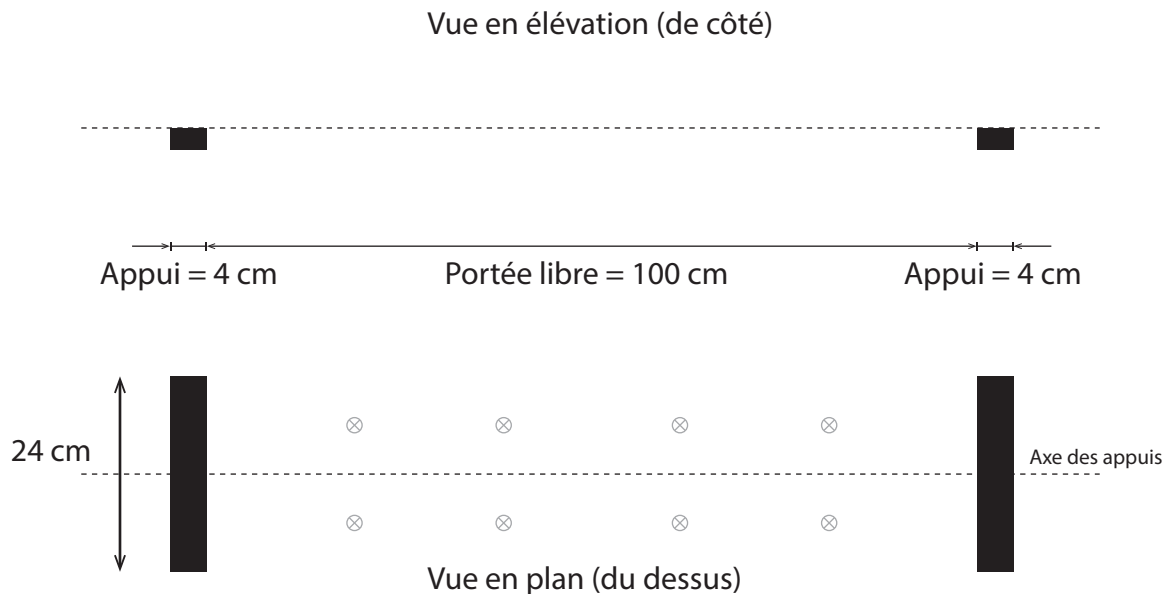 Vue en élévation (de côté)
Appui = 4 cm
Portée libre = 100 cm
Appui = 4 cm
24 cm
Axe des appuis
Vue en plan (du dessus)